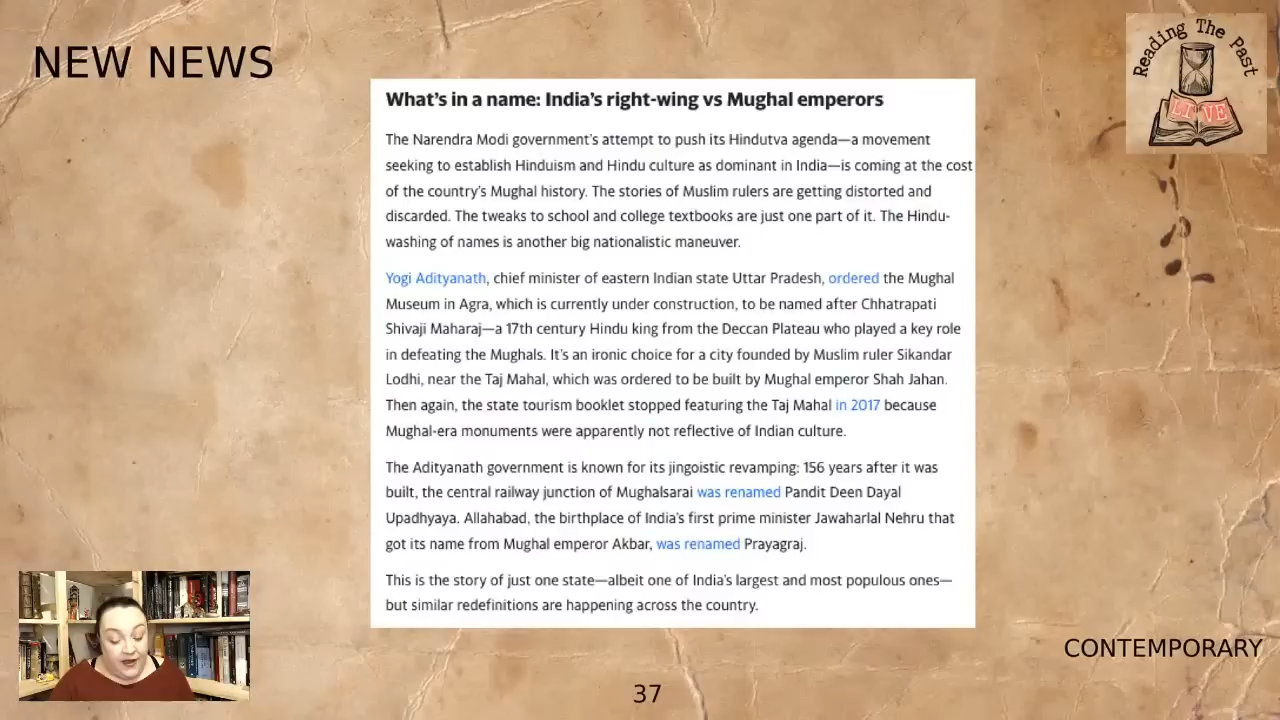 NEW NEWS
Reading The Past
LIVE
What's in a name: India's right-wing vs Mughal emperors
The Narendra Modi government's attempt to push its Hindutva agenda—a movement
seeking to establish Hinduism and Hindu culture as dominant in India—is coming at the cost
of the country's Mughal history. The stories of Muslim rulers are getting distorted and
discarded. The tweaks to school and college textbooks are just one part of it. The Hindu-
washing of names is another big nationalistic maneuver.
Yogi Adityanath, chief minister of eastern Indian state Uttar Pradesh, ordered the Mughal
Museum in Agra, which is currently under construction, to be named after Chhatrapati
Shivaji Maharaj—a 17th century Hindu king from the Deccan Plateau who played a key role
in defeating the Mughals. It's an ironic choice for a city founded by Muslim ruler Sikandar
Lodhi, near the Taj Mahal, which was ordered to be built by Mughal emperor Shah Jahan.
Then again, the state tourism booklet stopped featuring the Taj Mahal in 2017 because
Mughal-era monuments were apparently not reflective of Indian culture.
The Adityanath government is known for its jingoistic revamping: 156 years after it was
built, the central railway junction of Mughalsarai was renamed Pandit Deen Dayal
Upadhyaya. Allahabad, the birthplace of India's first prime minister Jawaharlal Nehru that
got its name from Mughal emperor Akbar, was renamed Prayagraj.
This is the story of just one state—albeit one of India's largest and most populous ones—
but similar redefinitions are happening across the country.
CONTEMPORARY
37